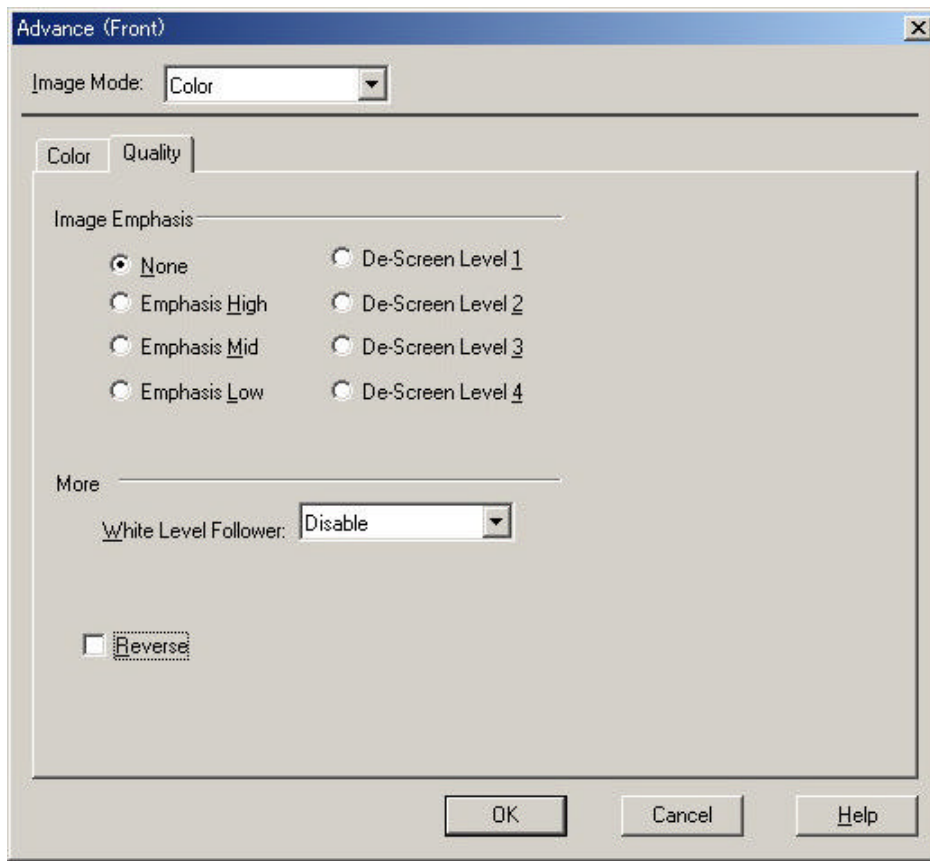 Advance (Front)
Image Mode: Color
Color Quality
Image Emphasis
None De-Screen Level 1
Emphasis High De-Screen Level 2
Emphasis Mid De-Screen Level 3
Emphasis Low De-Screen Level 4
More
White Level Follower: Disable
Reverse
OK Cancel Help